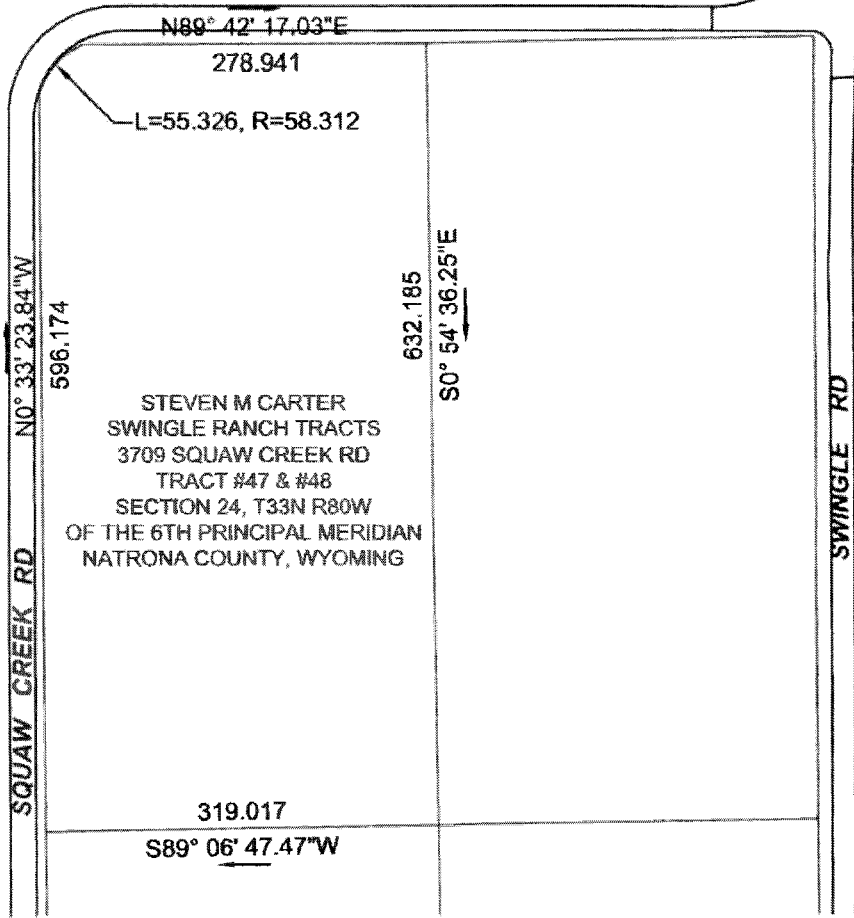 N89° 42' 17.03"E
278.941
L=55.326, R=58.312
N0° 33' 23.84"W
596.174
632.185
S0° 54' 36.25"E
STEVEN M CARTER
SWINGLE RANCH TRACTS
3709 SQUAW CREEK RD
TRACT #47 & #48
SECTION 24, T33N R80W
OF THE 6TH PRINCIPAL MERIDIAN
NATRONA COUNTY, WYOMING
SWINGLE RD
SQUAW CREEK RD
319.017
S89° 06' 47.47"W